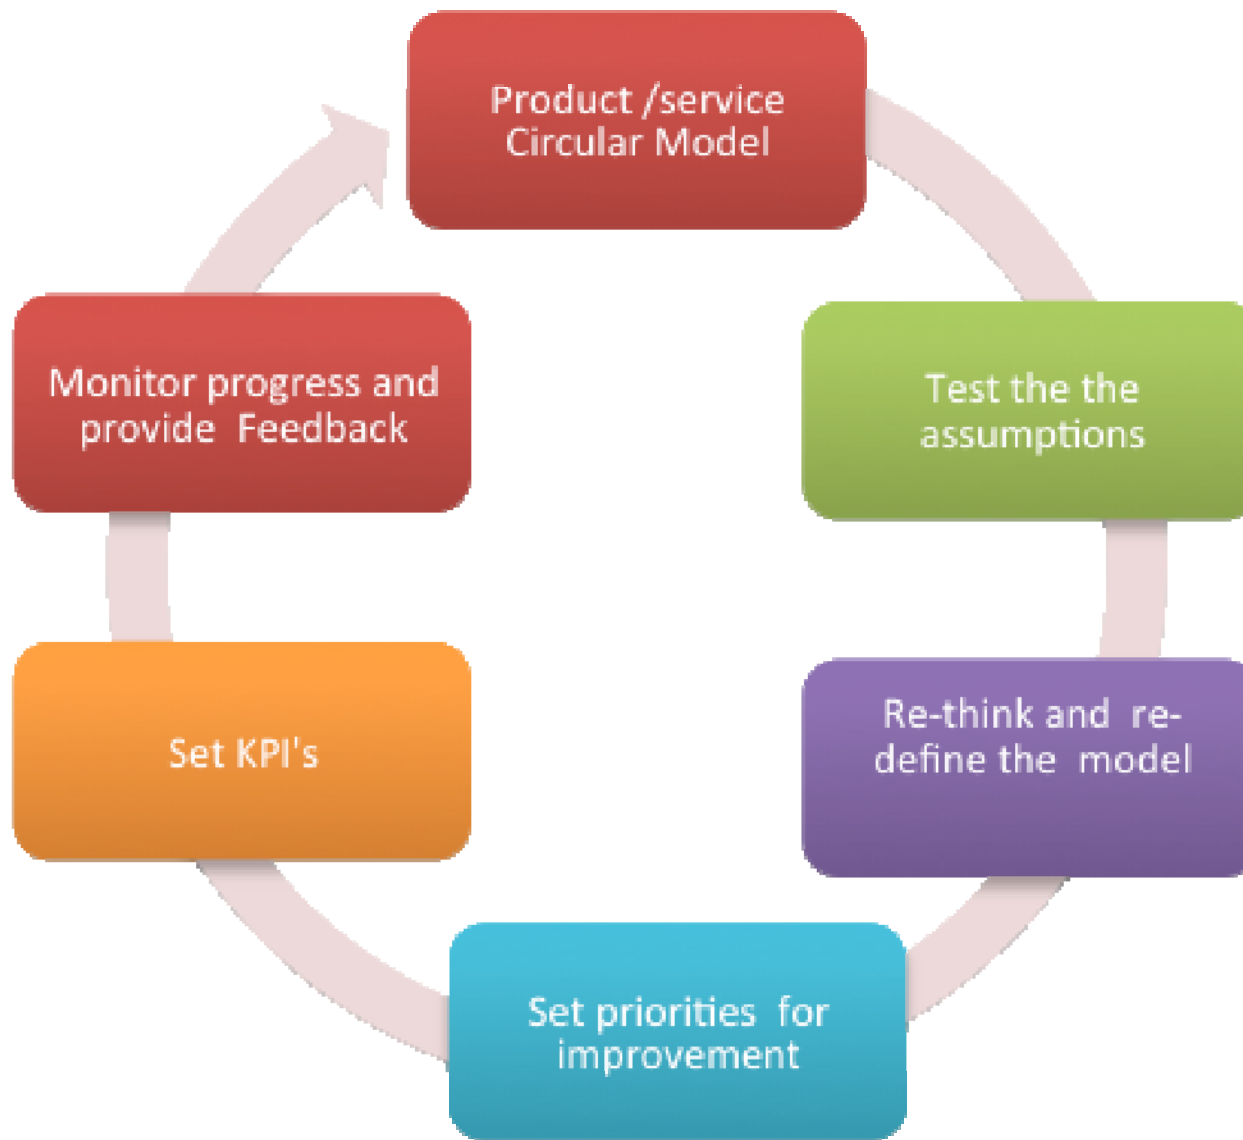 Product /service
Circular Model
Test the the
assumptions
Re-think and  re-
define the  model
Set priorities  for
improvement
Set KPI's
Monitor progress and
provide  Feedback